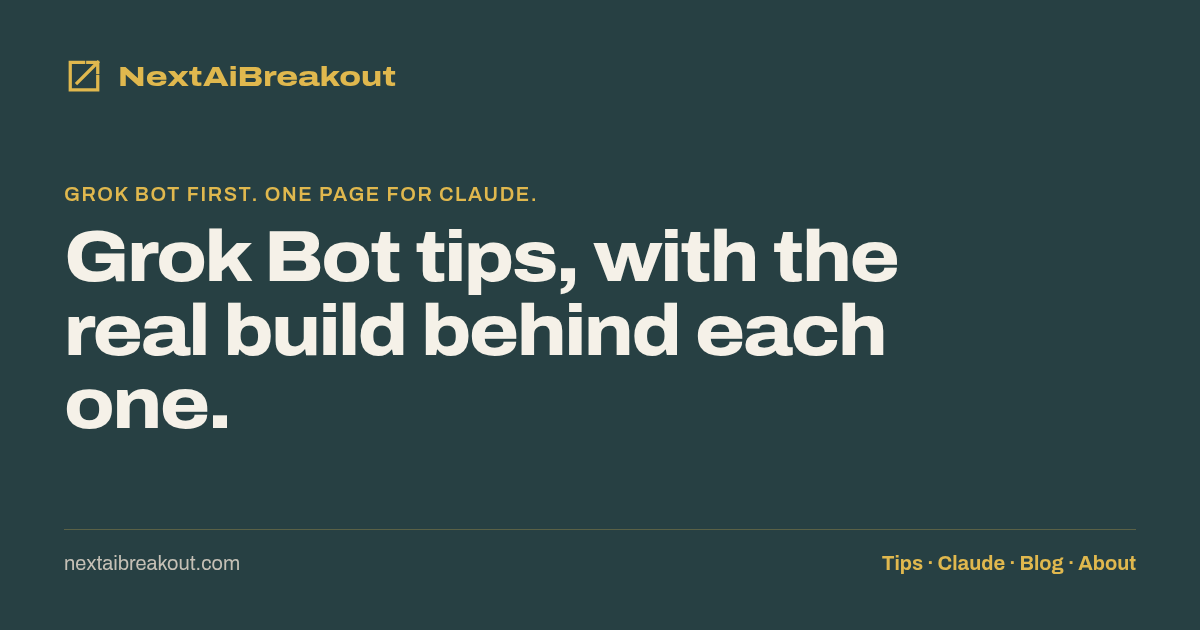 NextAiBreakout
GROK BOT FIRST. ONE PAGE FOR CLAUDE.
Grok Bot tips, with the
real build behind each
one.
nextaibreakout.com
Tips · Claude · Blog · About